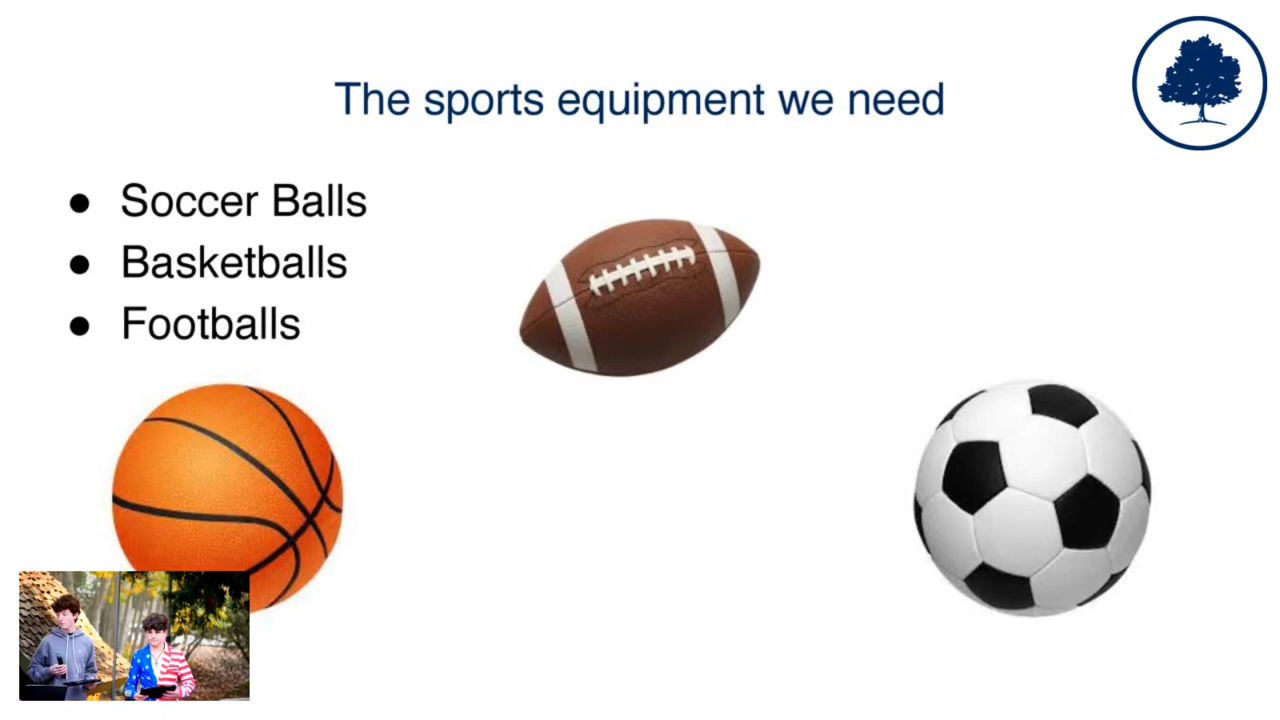 The sports equipment we need
● Soccer Balls
● Basketballs
● Footballs